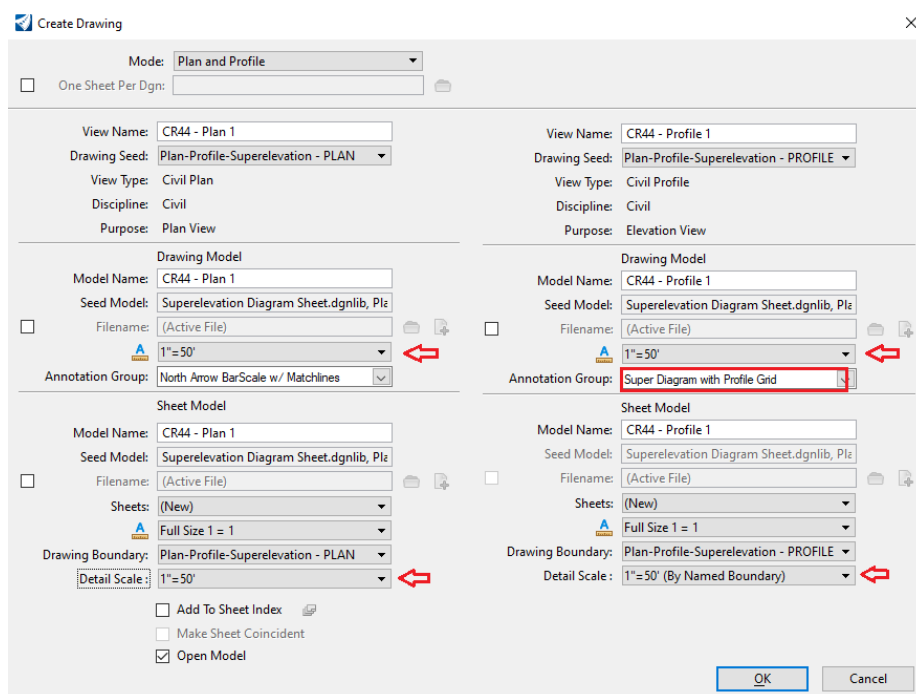 Create Drawing
Mode: Plan and Profile
One Sheet Per Dgn:
View Name: CR44 - Plan 1
Drawing Seed: Plan-Profile-Superelevation - PLAN
View Type: Civil Plan
Discipline: Civil
Purpose: Plan View
Drawing Model
Model Name: CR44 - Plan 1
Seed Model: Superelevation Diagram Sheet.dgnlib, Pla
Filename: (Active File)
1"=50'
Annotation Group: North Arrow BarScale w/ Matchlines
Sheet Model
Model Name: CR44 - Plan 1
Seed Model: Superelevation Diagram Sheet.dgnlib, Pla
Filename: (Active File)
Sheets: (New)
Full Size 1 = 1
Drawing Boundary: Plan-Profile-Superelevation - PLAN
Detail Scale : 1"=50'
Add To Sheet Index
Make Sheet Coincident
Open Model
View Name: CR44 - Profile 1
Drawing Seed: Plan-Profile-Superelevation - PROFILE
View Type: Civil Profile
Discipline: Civil
Purpose: Elevation View
Drawing Model
Model Name: CR44 - Profile 1
Seed Model: Superelevation Diagram Sheet.dgnlib, Pla
Filename: (Active File)
1"=50'
Annotation Group: Super Diagram with Profile Grid
Sheet Model
Model Name: CR44 - Profile 1
Seed Model: Superelevation Diagram Sheet.dgnlib, Pla
Filename: (Active File)
Sheets: (New)
Full Size 1 = 1
Drawing Boundary: Plan-Profile-Superelevation - PROFILE
Detail Scale : 1"=50' (By Named Boundary)
OK
Cancel